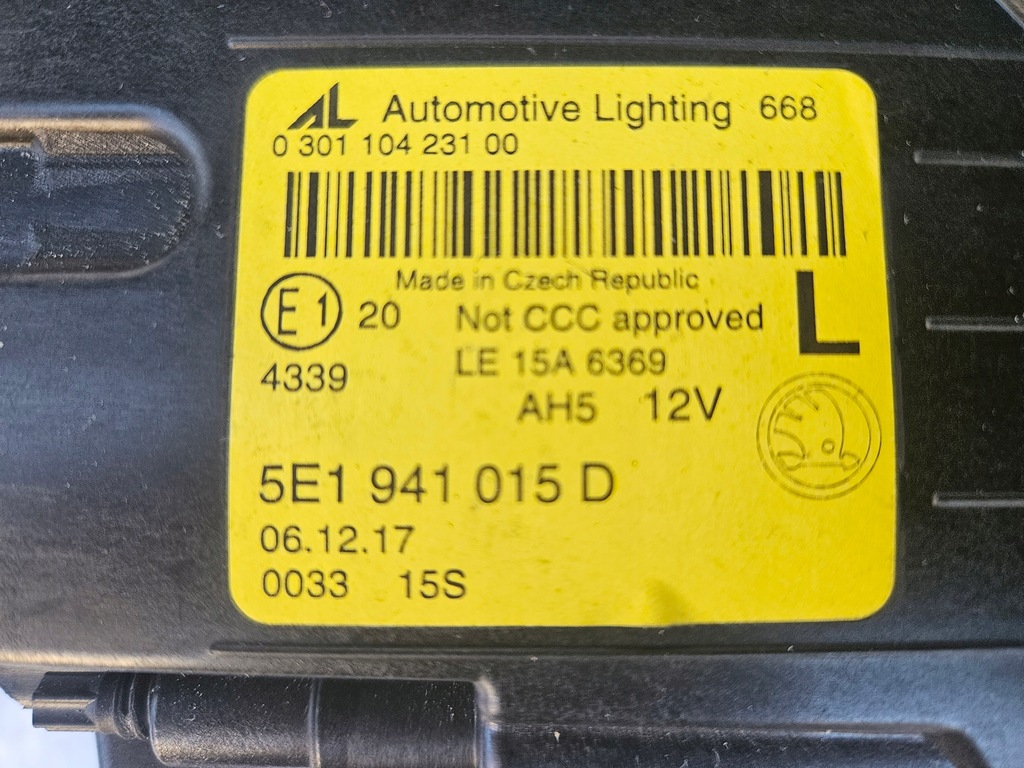 AL Automotive Lighting 668
0 301 104 231 00
Made in Czech Republic
E1 20 Not CCC approved L
4339 LE 15A 6369
AH5 12V
5E1 941 015 D
06.12.17
0033 15S